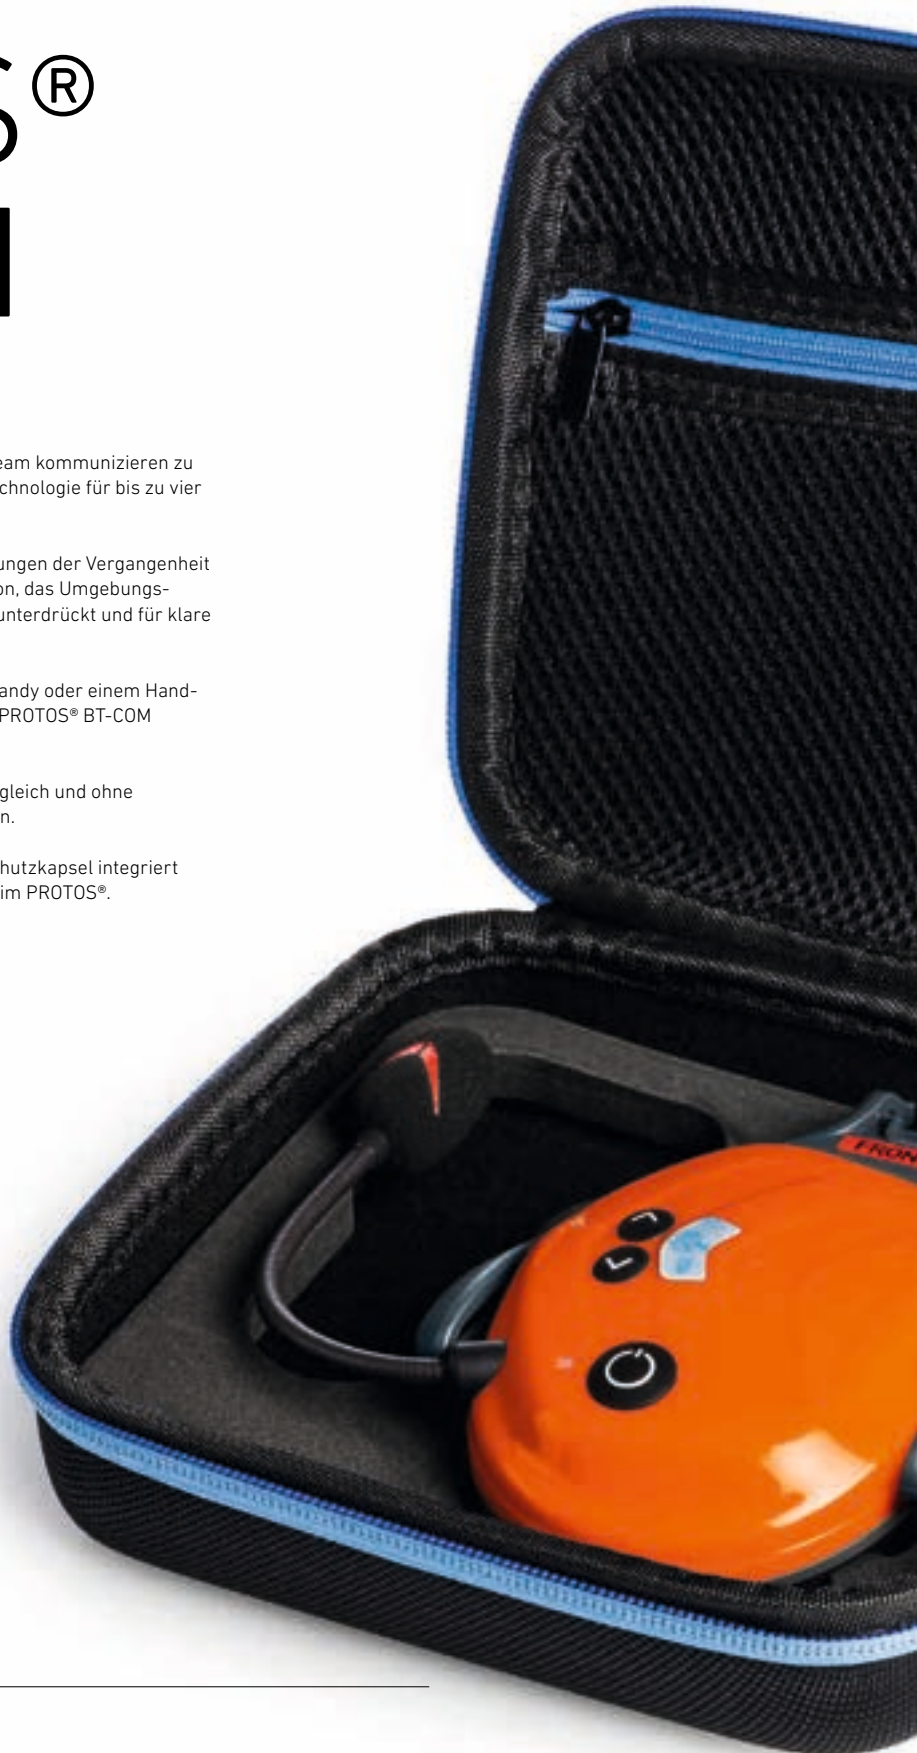 S®
eam kommunizieren zu
chnologie für bis zu vier
ungen der Vergangenheit
on, das Umgebungs-
unterdrückt und für klare
andy oder einem Hand-
PROTOS® BT-COM
gleich und ohne
n.
hutzkapsel integriert
im PROTOS®.
FRON